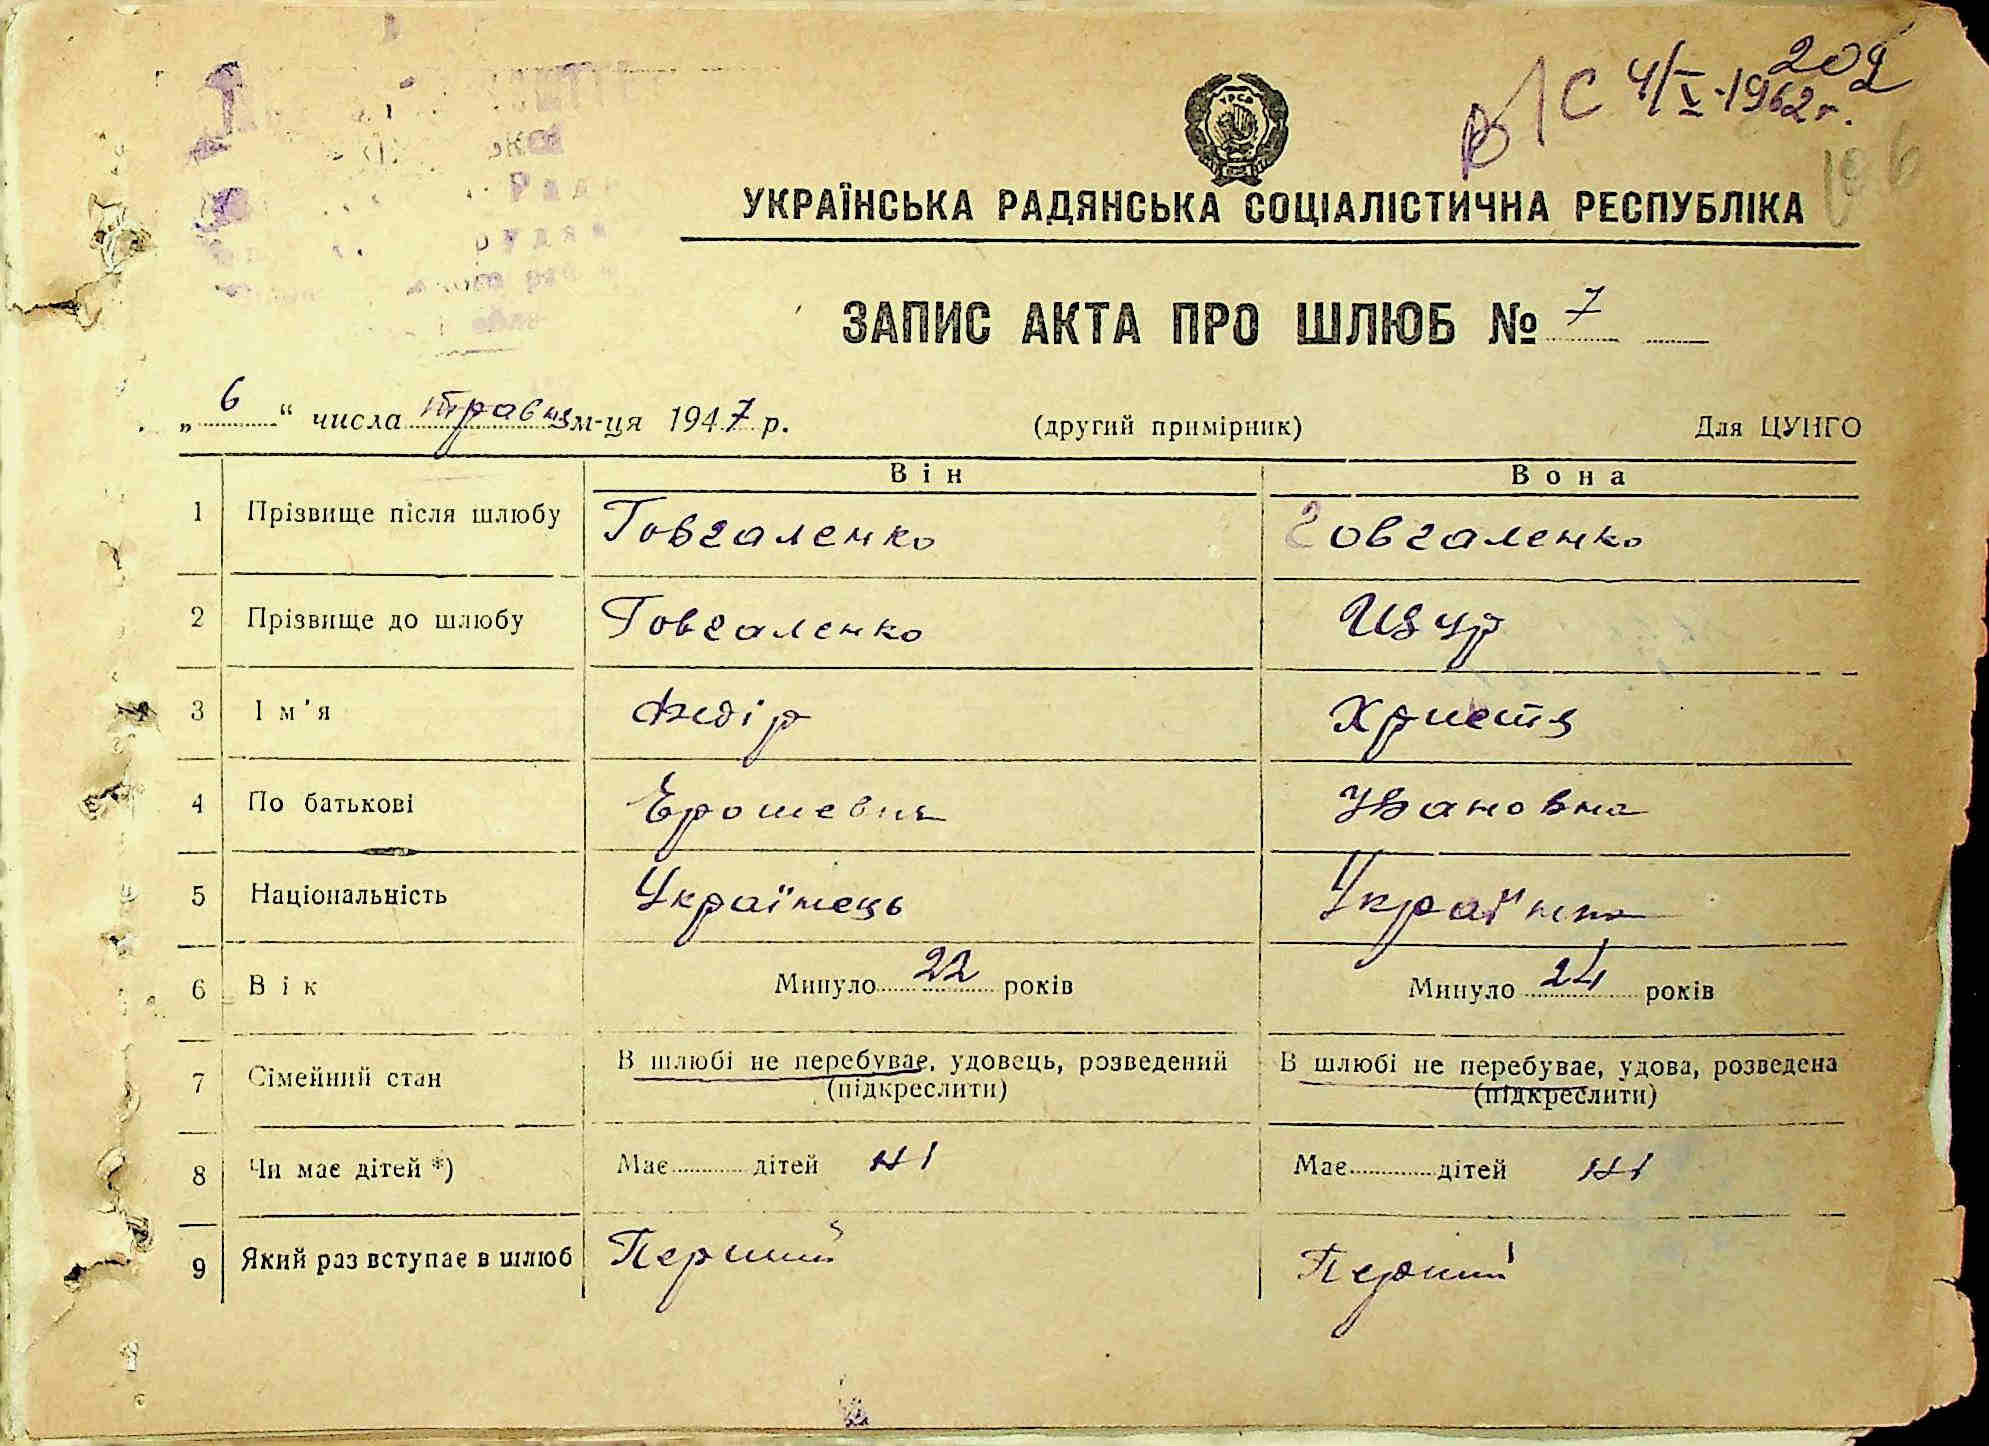 202
в/с 4/V-1962 г.
УКРАЇНСЬКА РАДЯНСЬКА СОЦІАЛІСТИЧНА РЕСПУБЛІКА
ЗАПИС АКТА ПРО ШЛЮБ № 7
„6“ числа травня м-ця 1947 р. (другий примірник) Для ЦУНГО
Він Вона
1 Прізвище після шлюбу Говгаленко Говгаленко
2 Прізвище до шлюбу Говгаленко
3 Ім'я Федір Христя
4 По батькові Ивановна
5 Національність Українець Українка
6 Вік Минуло 22 років Минуло 24 років
7 Сімейний стан В шлюбі не перебуває, удовець, розведений В шлюбі не перебуває, удова, розведена
(підкреслити) (підкреслити)
8 Чи має дітей *) Має дітей ні Має дітей ні
9 Який раз вступає в шлюб Перший Перший